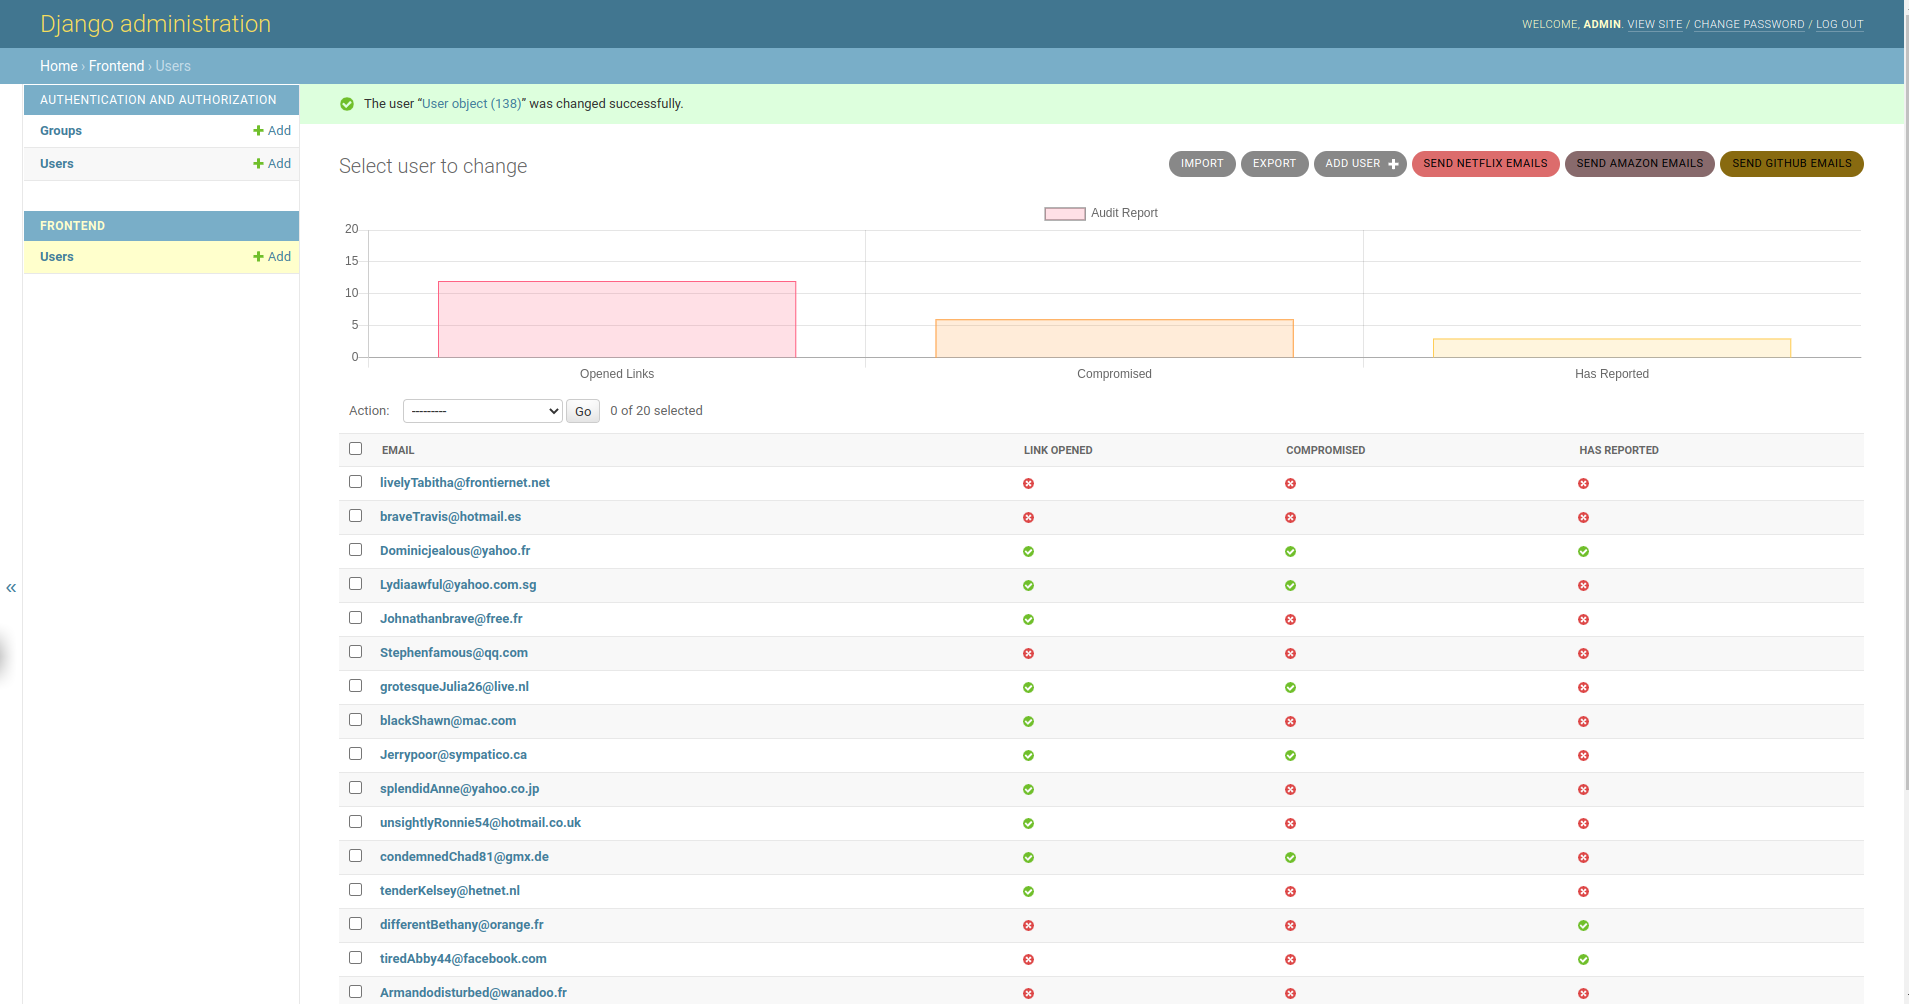 Django administration
WELCOME, ADMIN. VIEW SITE / CHANGE PASSWORD / LOG OUT
Home › Frontend › Users
AUTHENTICATION AND AUTHORIZATION
Groups + Add
Users + Add
FRONTEND
Users + Add
«
The user “User object (138)” was changed successfully.
Select user to change
IMPORT EXPORT ADD USER + SEND NETFLIX EMAILS SEND AMAZON EMAILS SEND GITHUB EMAILS
Audit Report
20
15
10
5
0
Opened Links Compromised Has Reported
Action: --------- Go 0 of 20 selected
EMAIL LINK OPENED COMPROMISED HAS REPORTED
livelyTabitha@frontiernet.net
braveTravis@hotmail.es
Dominicjealous@yahoo.fr
Lydiaawful@yahoo.com.sg
Johnathanbrave@free.fr
Stephenfamous@qq.com
grotesqueJulia26@live.nl
blackShawn@mac.com
Jerrypoor@sympatico.ca
splendidAnne@yahoo.co.jp
unsightlyRonnie54@hotmail.co.uk
condemnedChad81@gmx.de
tenderKelsey@hetnet.nl
differentBethany@orange.fr
tiredAbby44@facebook.com
Armandodisturbed@wanadoo.fr